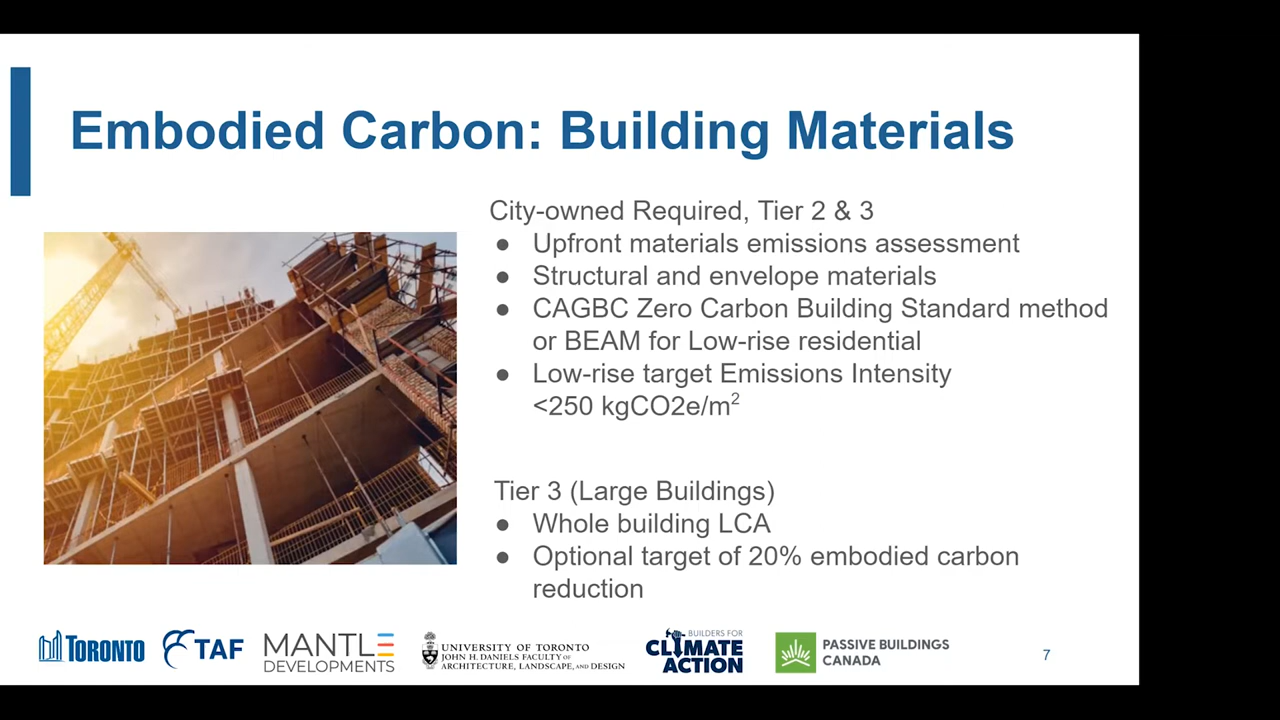 Embodied Carbon: Building Materials
City-owned Required, Tier 2 & 3
● Upfront materials emissions assessment
● Structural and envelope materials
● CAGBC Zero Carbon Building Standard method
or BEAM for Low-rise residential
● Low-rise target Emissions Intensity
<250 kgCO2e/m²
Tier 3 (Large Buildings)
● Whole building LCA
● Optional target of 20% embodied carbon
reduction
TORONTO
TAF
MANTLE
DEVELOPMENTS
UNIVERSITY OF TORONTO
JOHN H. DANIELS FACULTY OF
ARCHITECTURE, LANDSCAPE, AND DESIGN
BUILDERS FOR
CLIMATE
ACTION
PASSIVE BUILDINGS
CANADA
7